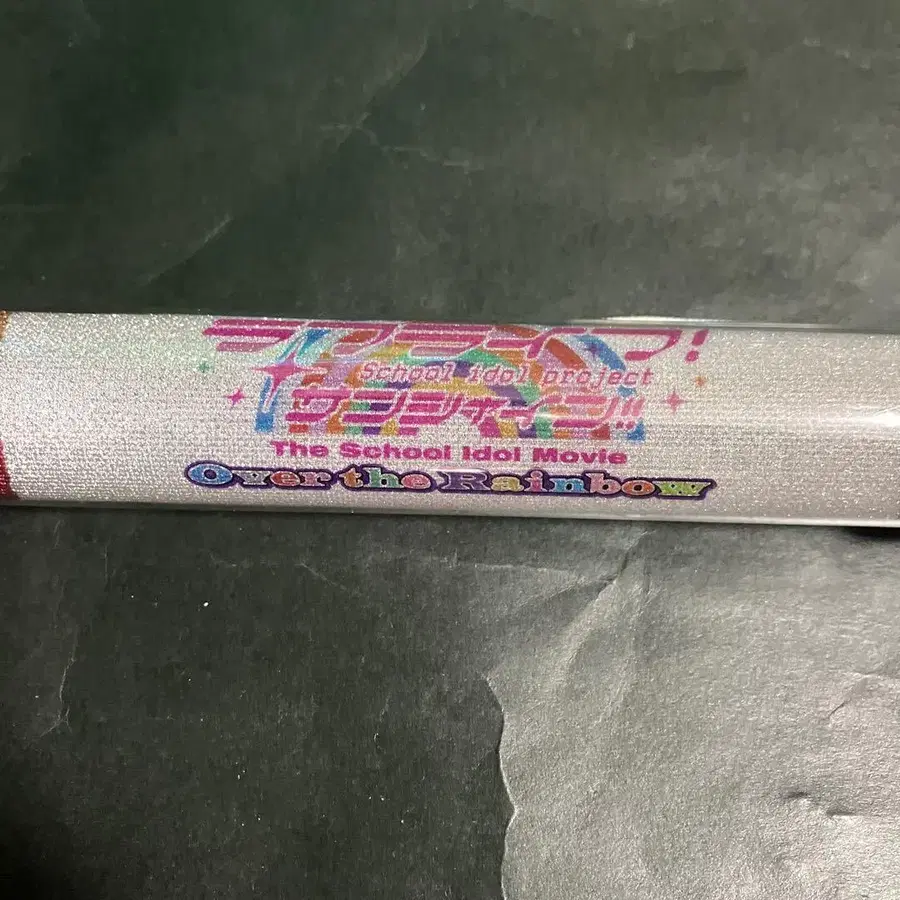 ラブライブ!
School idol project
サンシャイン!!
The School Idol Movie
Over the Rainbow